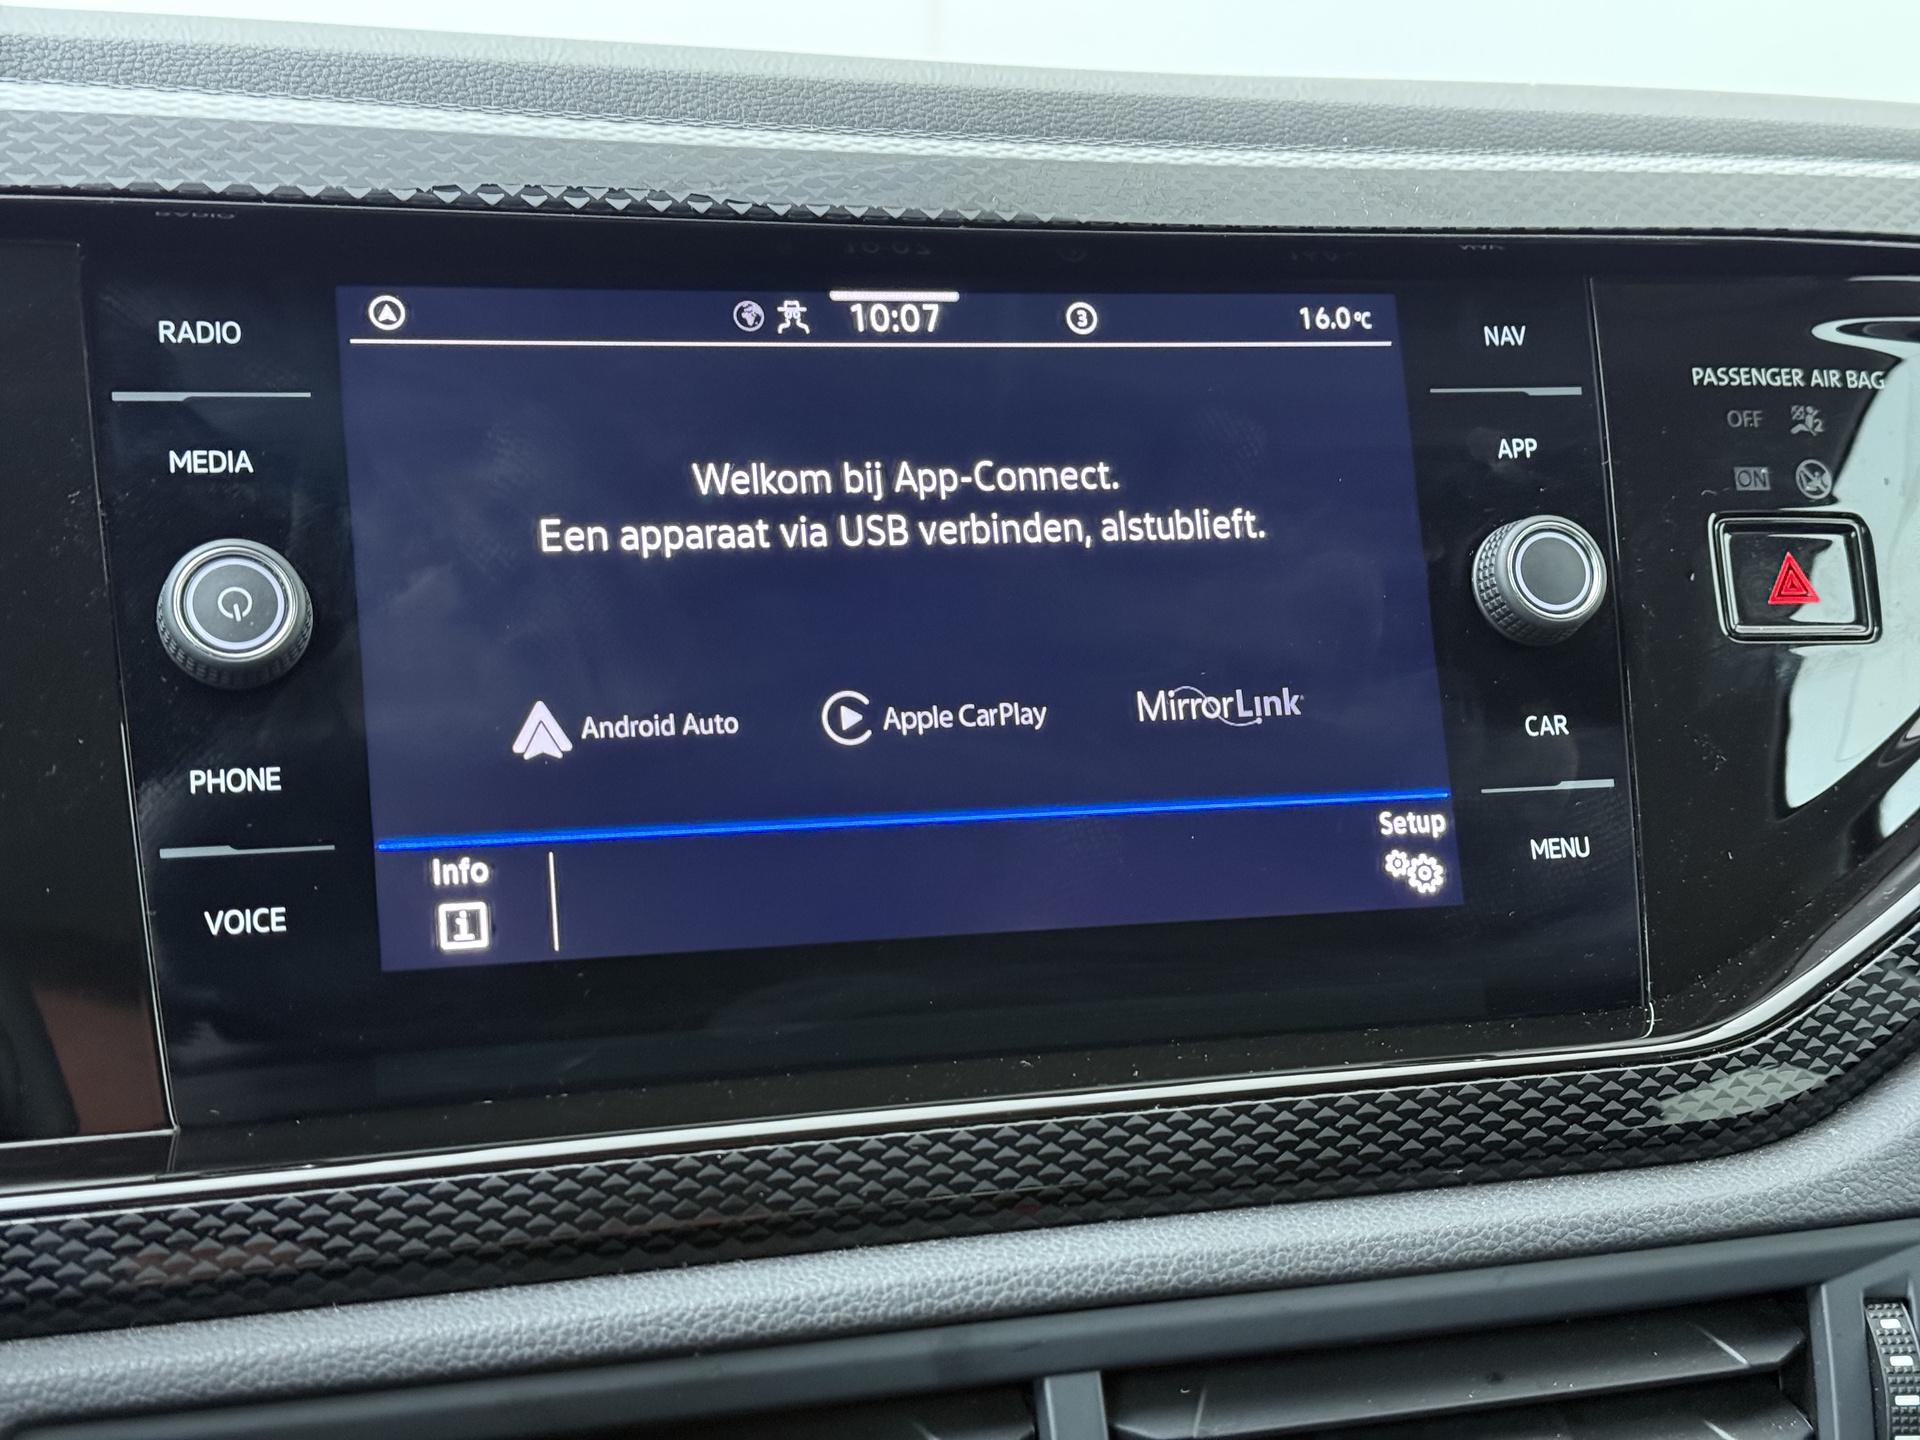 RADIO
MEDIA
PHONE
VOICE
10:07
3
16.0°C
Welkom bij App-Connect.
Een apparaat via USB verbinden, alstublieft.
Android Auto
Apple CarPlay
MirrorLink
Info
Setup
NAV
APP
CAR
MENU
PASSENGER AIR BAG
OFF
ON